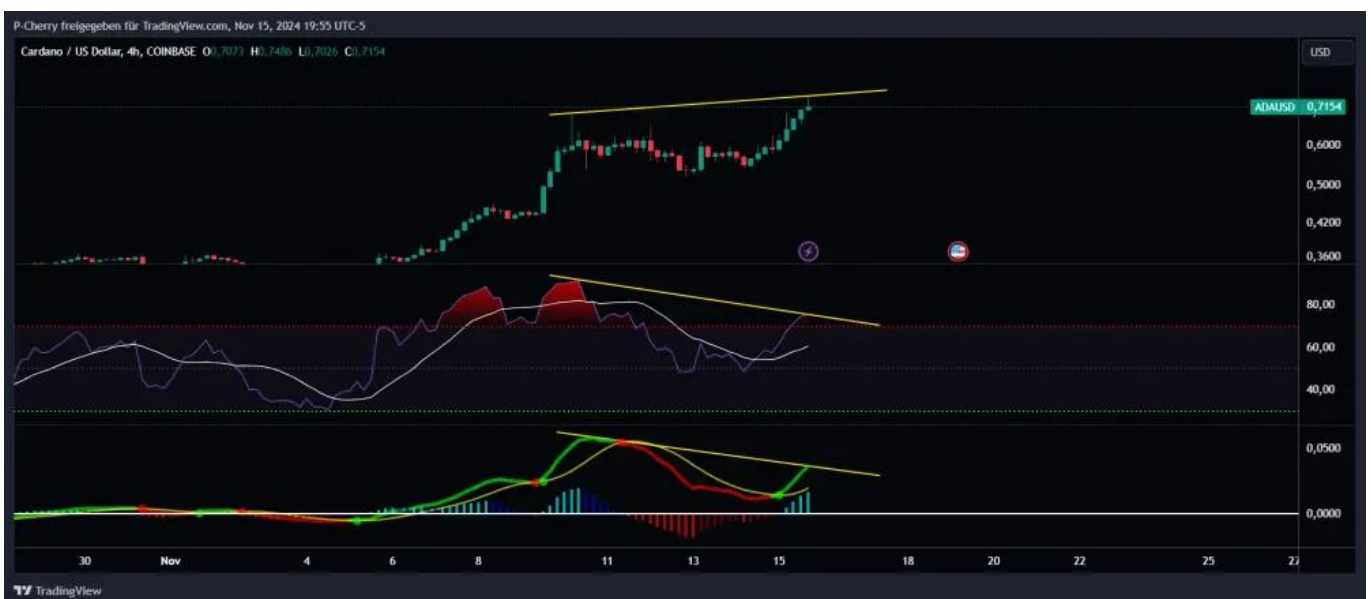 P-Cherry freigegeben für TradingView.com, Nov 15, 2024 19:55 UTC-5
Cardano / US Dollar, 4h, COINBASE O0,7073 H0,7486 L0,7026 C0,7154
USD
ADAUSD 0,7154
0,6000
0,5000
0,4200
0,3600
80,00
60,00
40,00
0,0500
0,0000
30 Nov 4 6 8 11 13 15 18 20 22 25 27
TradingView